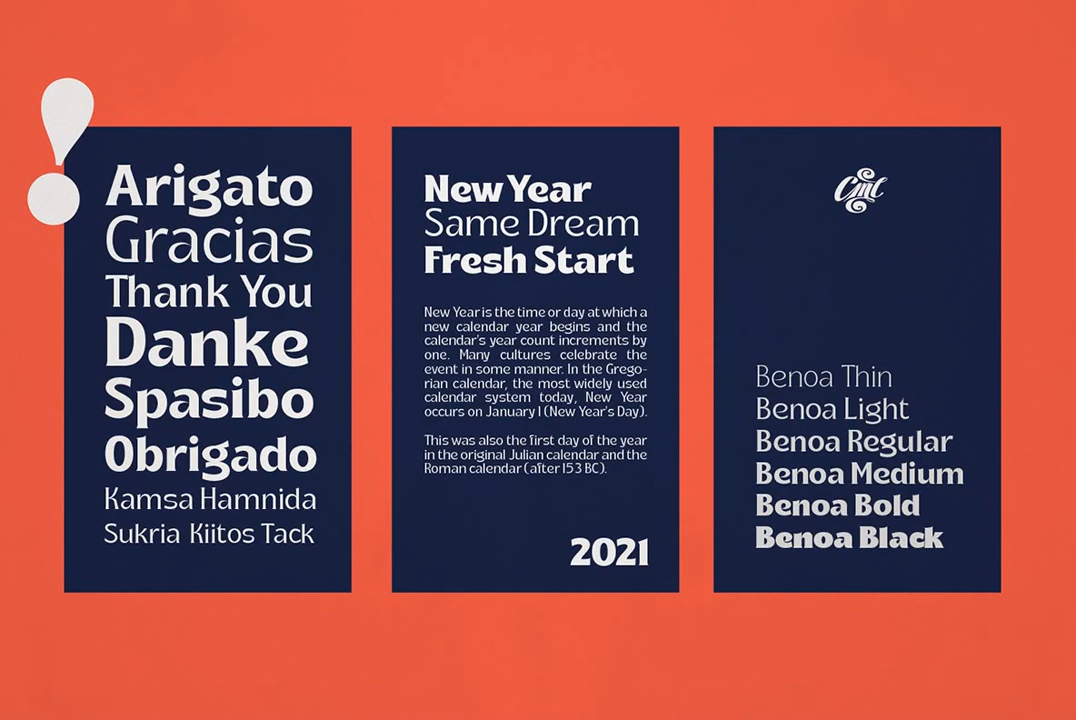 !
Arigato
Gracias
Thank You
Danke
Spasibo
Obrigado
Kamsa Hamnida
Sukria Kiitos Tack
New Year
Same Dream
Fresh Start
New Year is the time or day at which a
new calendar year begins and the
calendar's year count increments by
one. Many cultures celebrate the
event in some manner. In the Grego-
rian calendar, the most widely used
calendar system today, New Year
occurs on January 1 (New Year's Day).
This was also the first day of the year
in the original Julian calendar and the
Roman calendar (after 153 BC).
2021
Cml
Benoa Thin
Benoa Light
Benoa Regular
Benoa Medium
Benoa Bold
Benoa Black